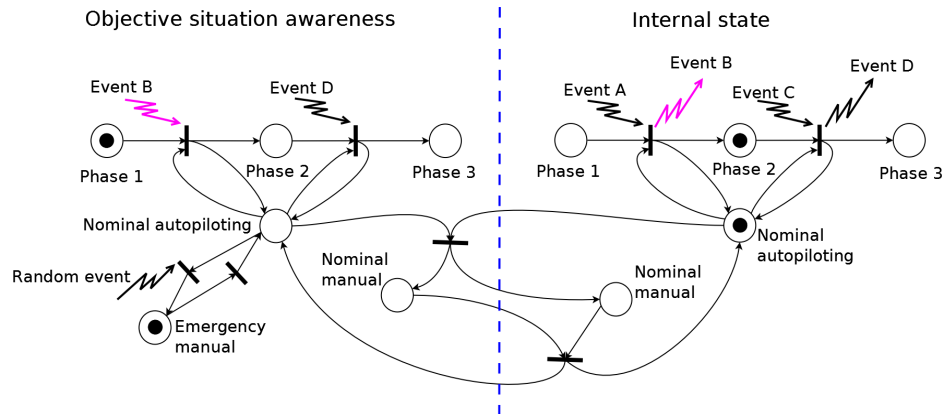 Objective situation awareness
Internal state
Event B
Event D
Event A
Event B
Event C
Event D
Phase 1
Phase 2
Phase 3
Phase 1
Phase 2
Phase 3
Nominal autopiloting
Random event
Emergency
manual
Nominal
manual
Nominal
manual
Nominal
autopiloting